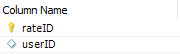 Column Name
rateID
userID